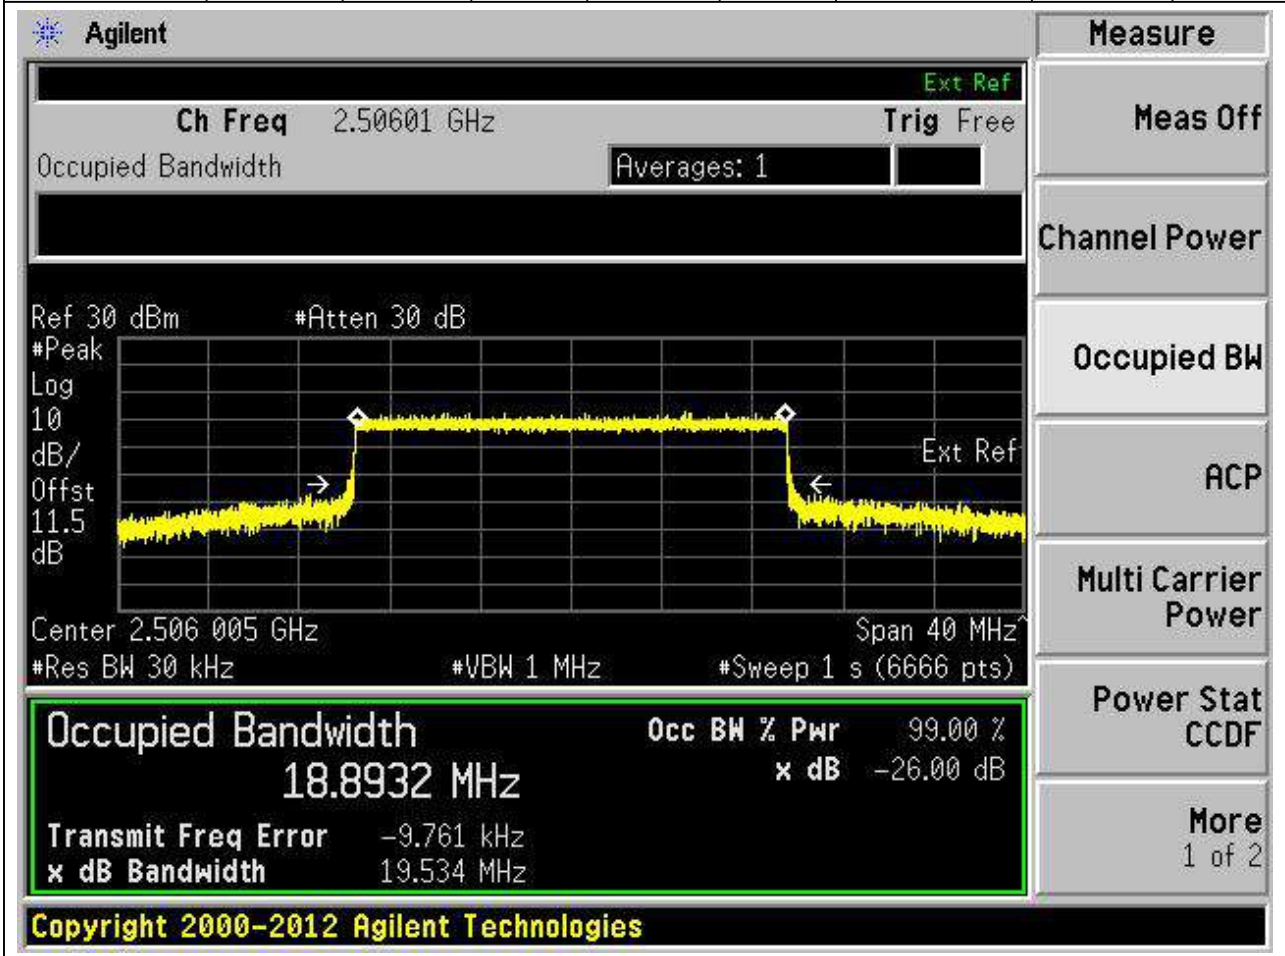 Agilent
Measure
Ext Ref
Ch Freq 2.50601 GHz Trig Free
Meas Off
Occupied Bandwidth Averages: 1
Channel Power
Ref 30 dBm #Atten 30 dB
#Peak
Log
10
dB/
Offst
11.5
dB
Ext Ref
Occupied BW
ACP
Center 2.506 005 GHz Span 40 MHz^
#Res BW 30 kHz #VBW 1 MHz #Sweep 1 s (6666 pts)
Multi Carrier
Power
Occupied Bandwidth Occ BW % Pwr 99.00 %
18.8932 MHz x dB -26.00 dB
Power Stat
CCDF
Transmit Freq Error -9.761 kHz
x dB Bandwidth 19.534 MHz
More
1 of 2
Copyright 2000-2012 Agilent Technologies